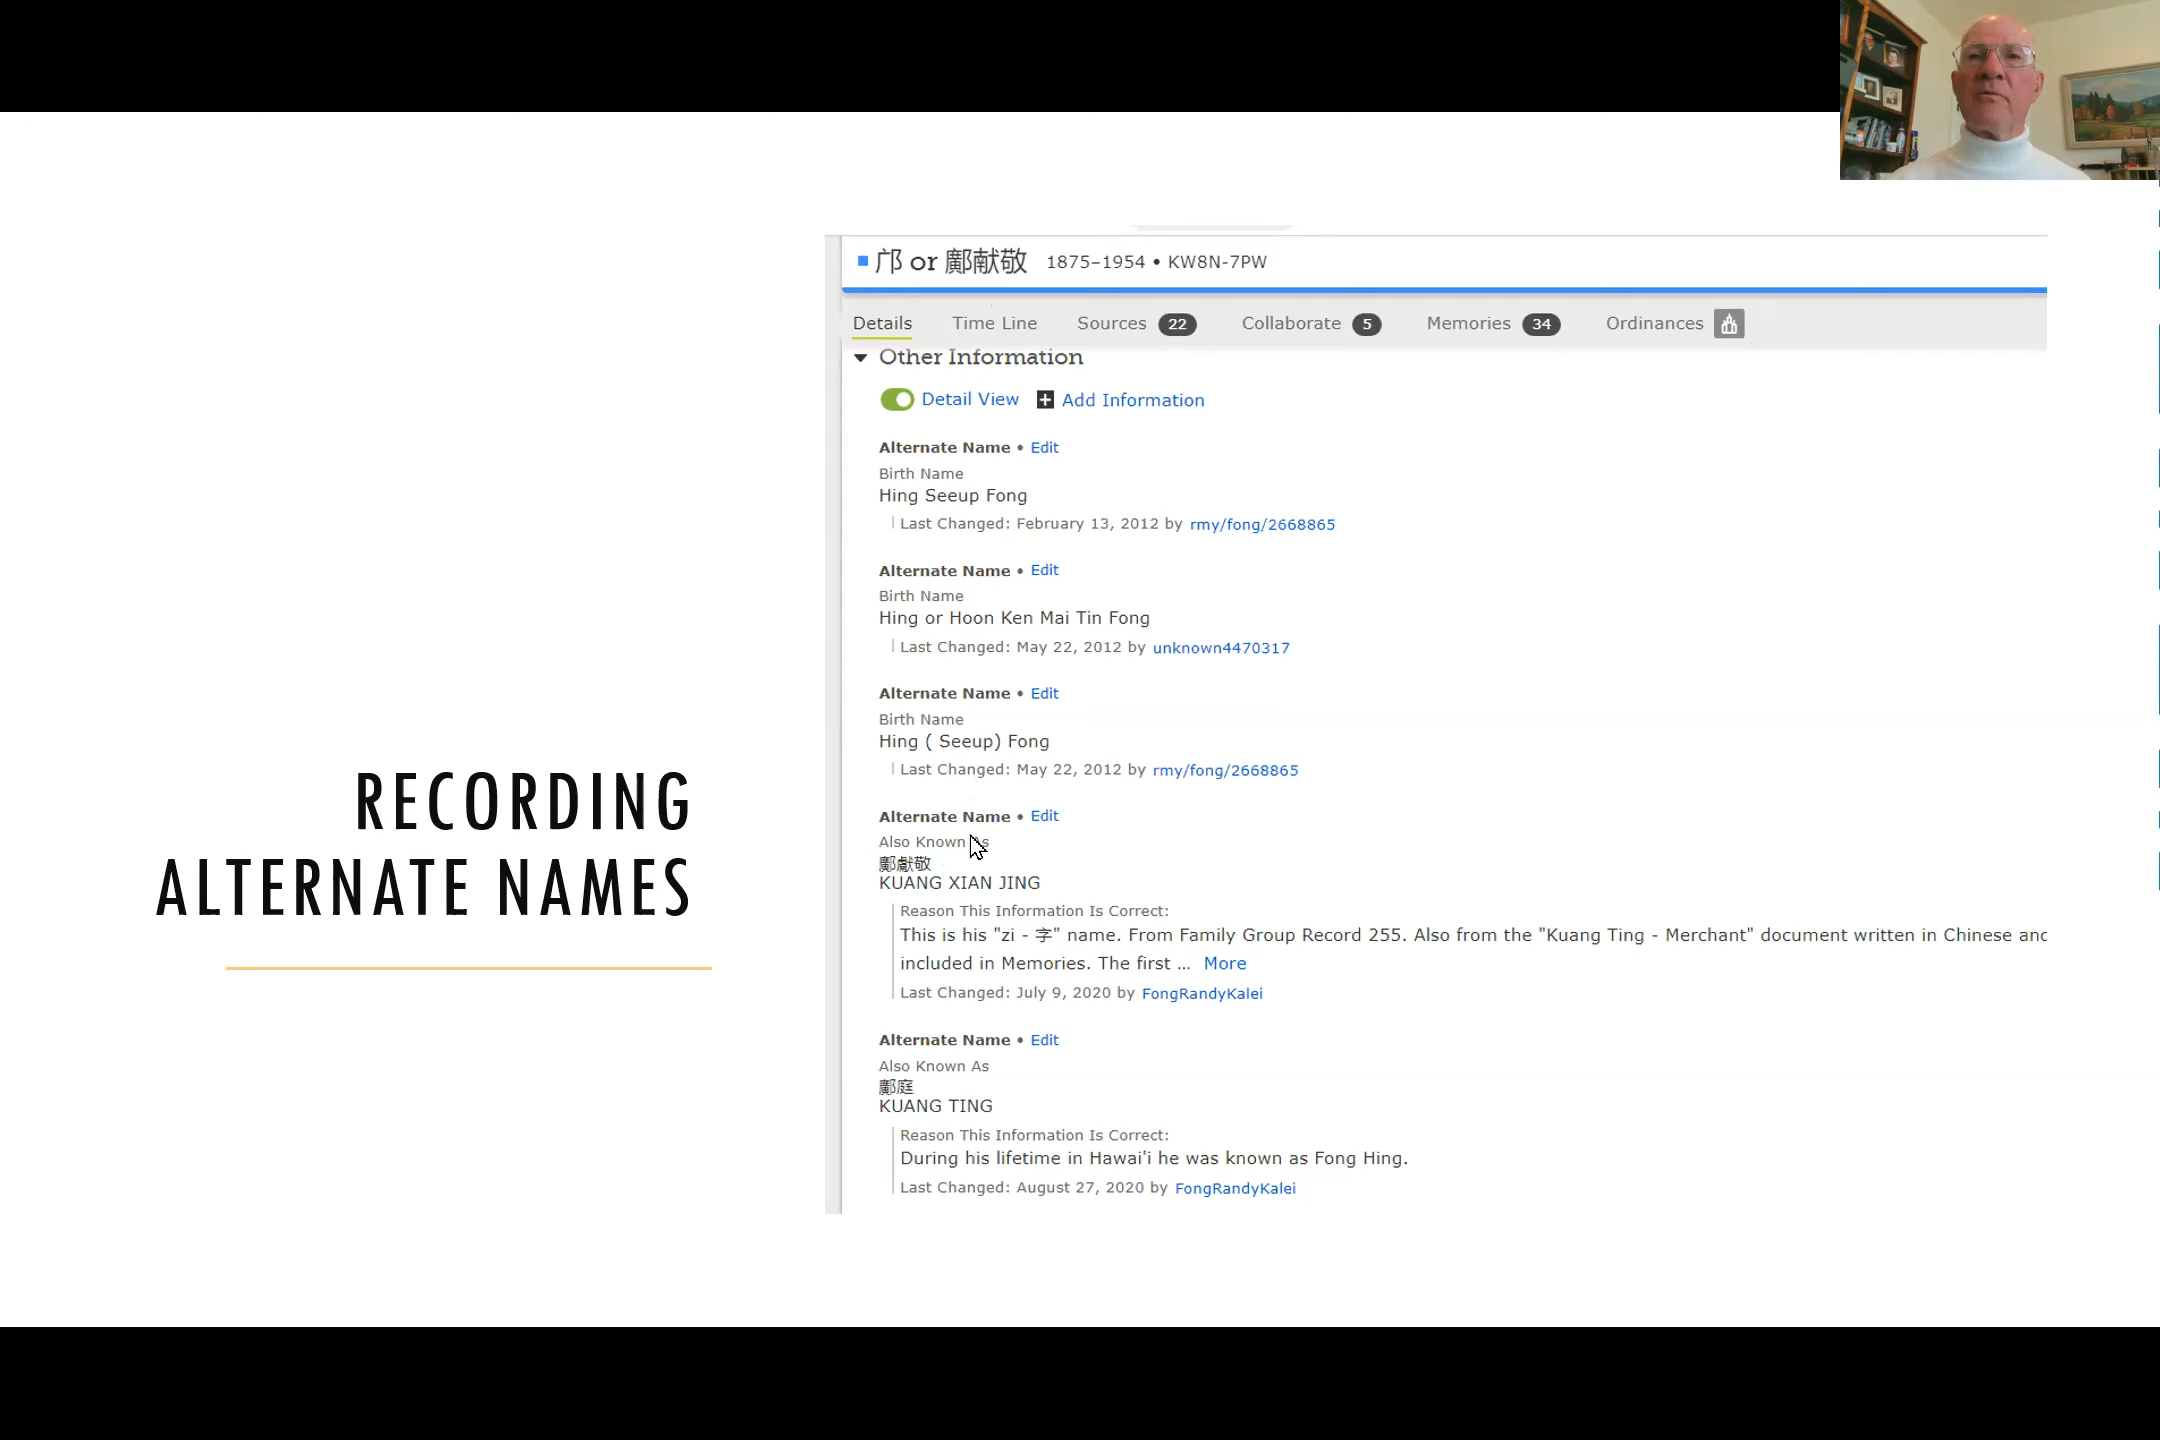 邝 or 鄺献敬 1875–1954 • KW8N-7PW
Details Time Line Sources 22 Collaborate 5 Memories 34 Ordinances
Other Information
Detail View Add Information
Alternate Name • Edit
Birth Name
Hing Seeup Fong
Last Changed: February 13, 2012 by rmy/fong/2668865
Alternate Name • Edit
Birth Name
Hing or Hoon Ken Mai Tin Fong
Last Changed: May 22, 2012 by unknown4470317
Alternate Name • Edit
Birth Name
Hing ( Seeup) Fong
Last Changed: May 22, 2012 by rmy/fong/2668865
Alternate Name • Edit
Also Known As
鄺獻敬
KUANG XIAN JING
Reason This Information Is Correct:
This is his "zi - 字" name. From Family Group Record 255. Also from the "Kuang Ting - Merchant" document written in Chinese and
included in Memories. The first ... More
Last Changed: July 9, 2020 by FongRandyKalei
Alternate Name • Edit
Also Known As
鄺庭
KUANG TING
Reason This Information Is Correct:
During his lifetime in Hawai'i he was known as Fong Hing.
Last Changed: August 27, 2020 by FongRandyKalei
RECORDING
ALTERNATE NAMES